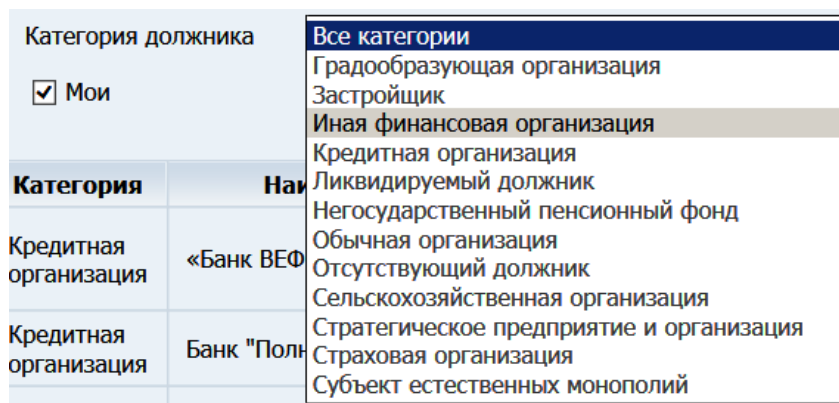 Категория должника
Все категории
Градообразующая организация
Мои
Застройщик
Иная финансовая организация
Кредитная организация
Категория
Ликвидируемый должник
Негосударственный пенсионный фонд
Кредитная
организация
Обычная организация
Отсутствующий должник
Сельскохозяйственная организация
Кредитная
организация
Банк
Стратегическое предприятие и организация
Страховая организация
Субъект естественных монополий